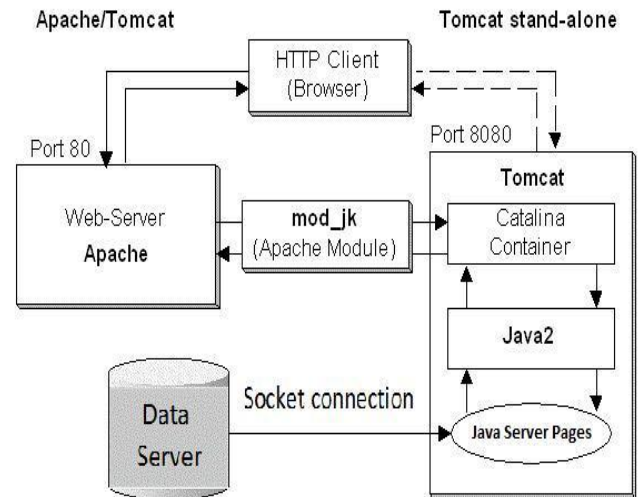 Apache/Tomcat
Tomcat stand-alone
HTTP Client
(Browser)
Port 80
Port 8080
Web-Server
Apache
mod_jk
(Apache Module)
Tomcat
Catalina
Container
Java2
Data
Server
Socket connection
Java Server Pages